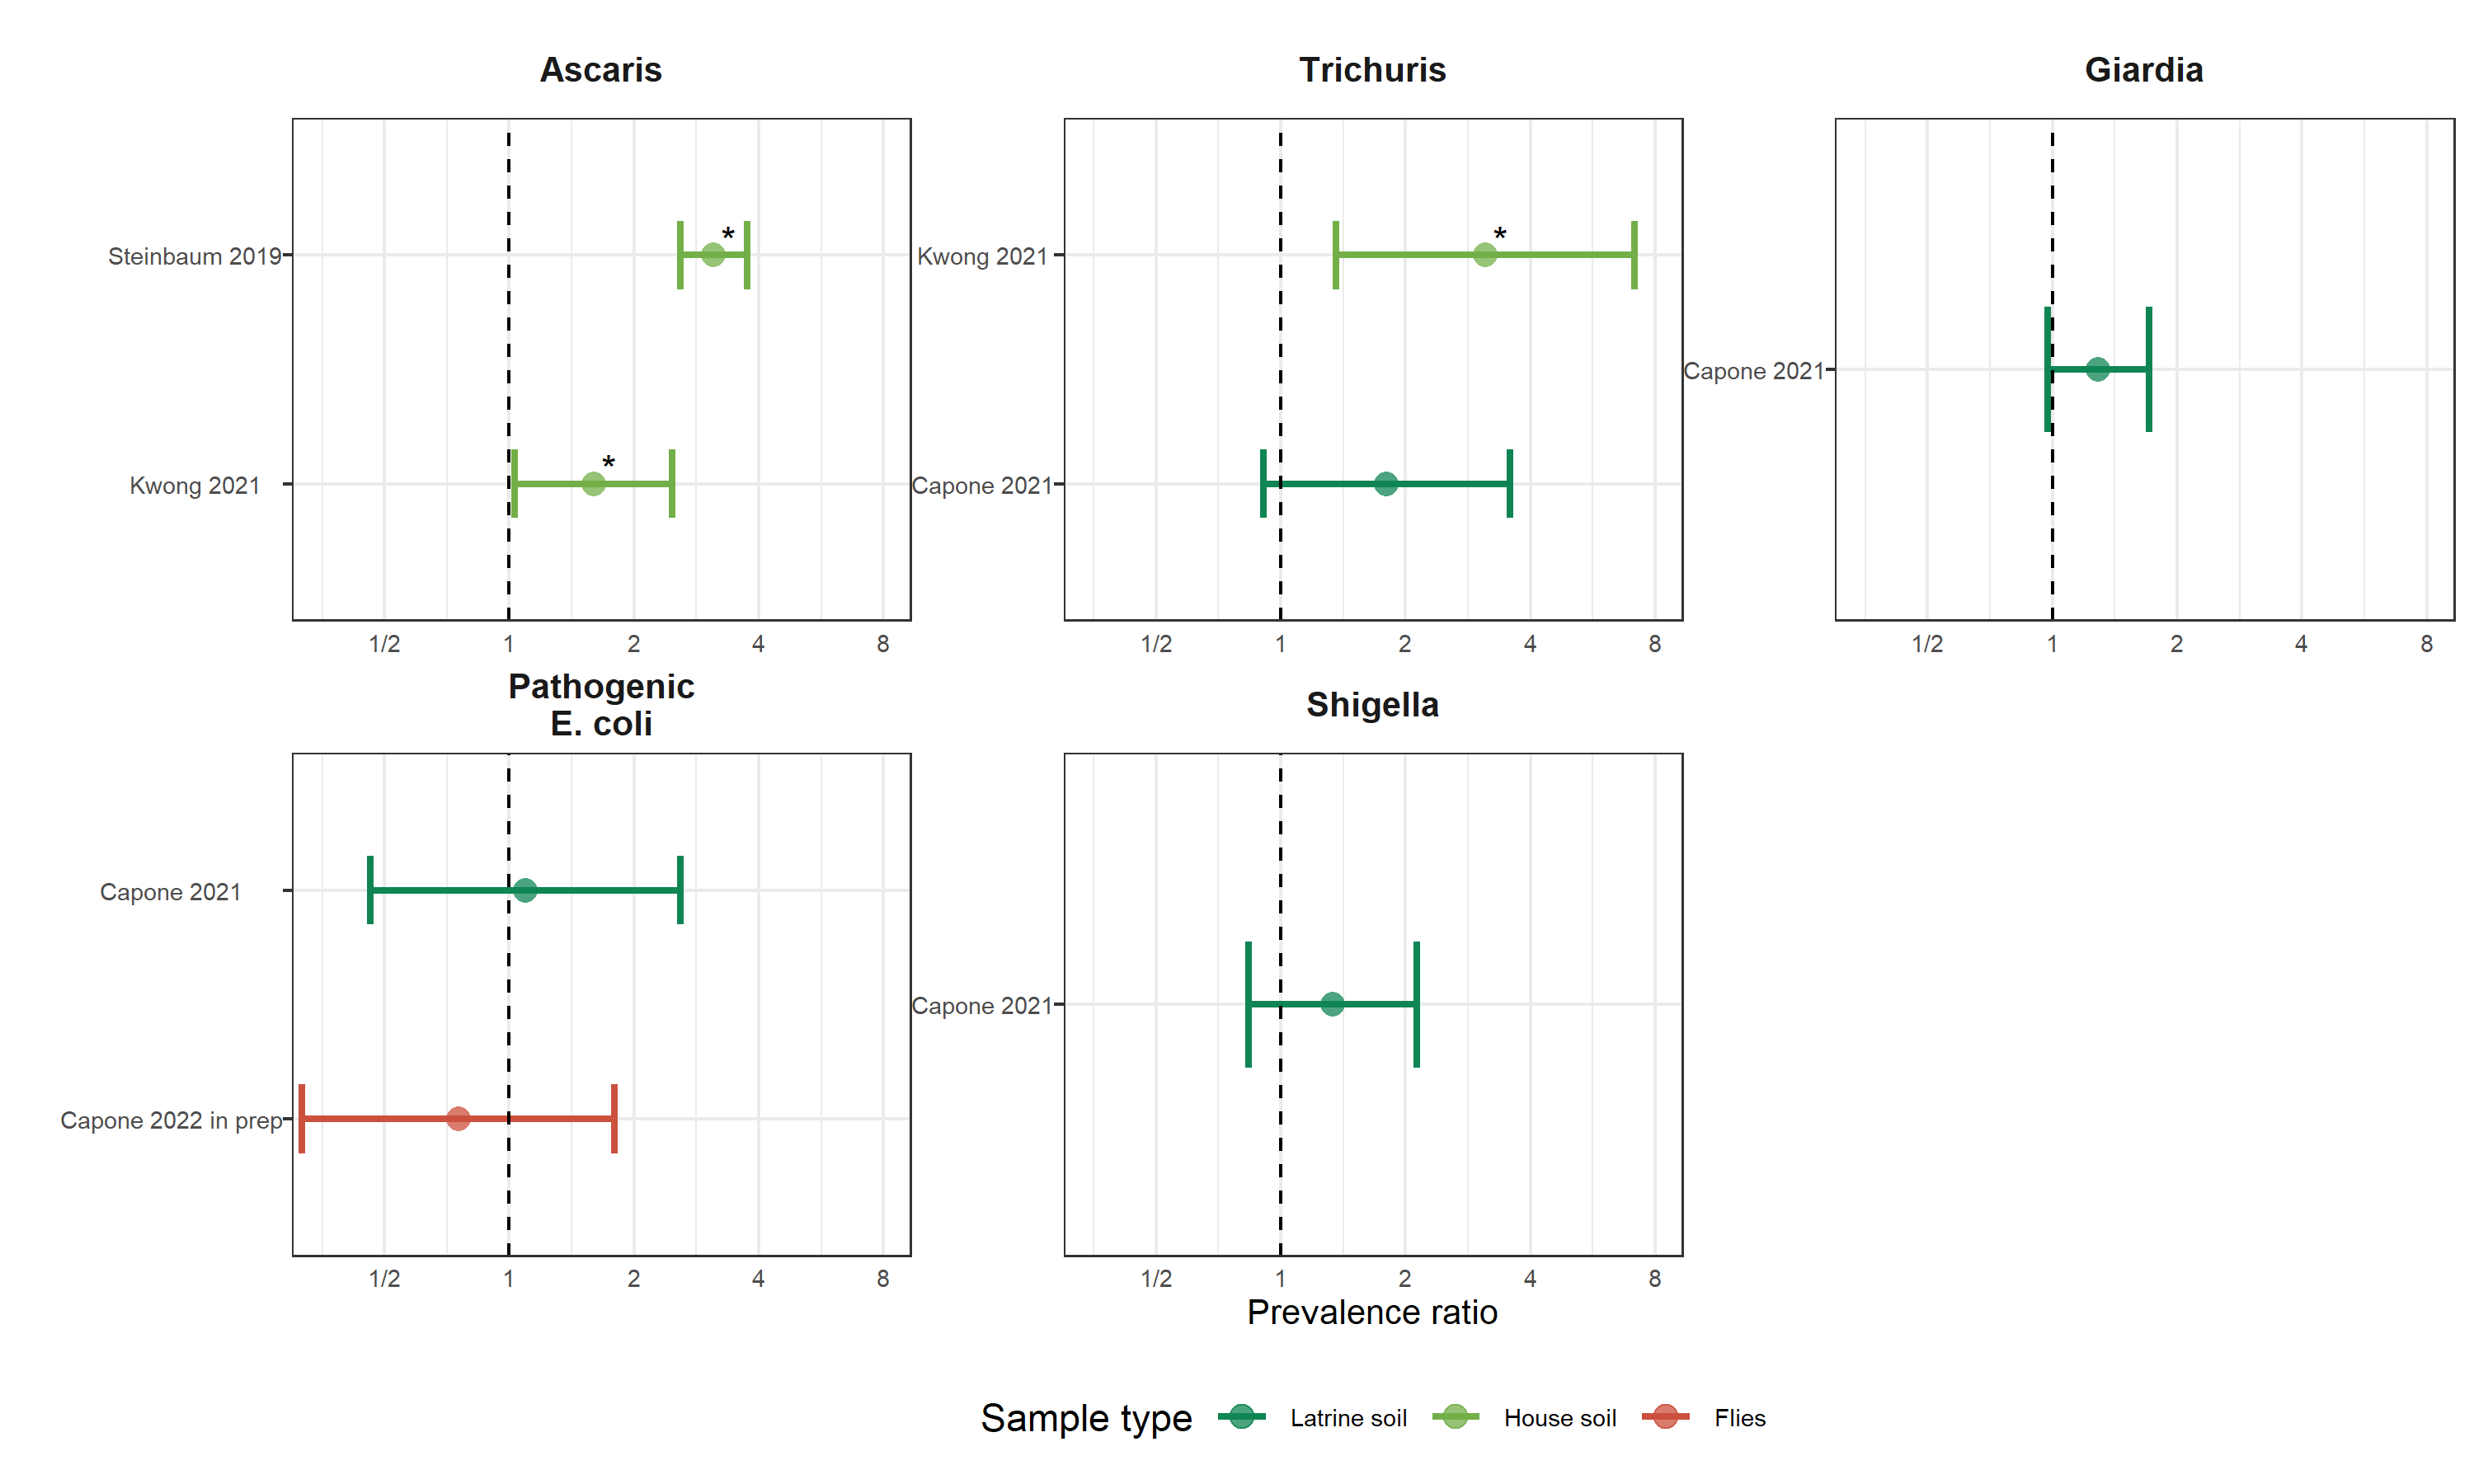 Ascaris
Trichuris
Giardia
Steinbaum 2019
*
Kwong 2021
*
Kwong 2021
*
Capone 2021
Capone 2021
1/2 1 2 4 8
1/2 1 2 4 8
1/2 1 2 4 8
Pathogenic
E. coli
Shigella
Capone 2021
Capone 2022 in prep
Capone 2021
1/2 1 2 4 8
1/2 1 2 4 8
Prevalence ratio
Sample type Latrine soil House soil Flies